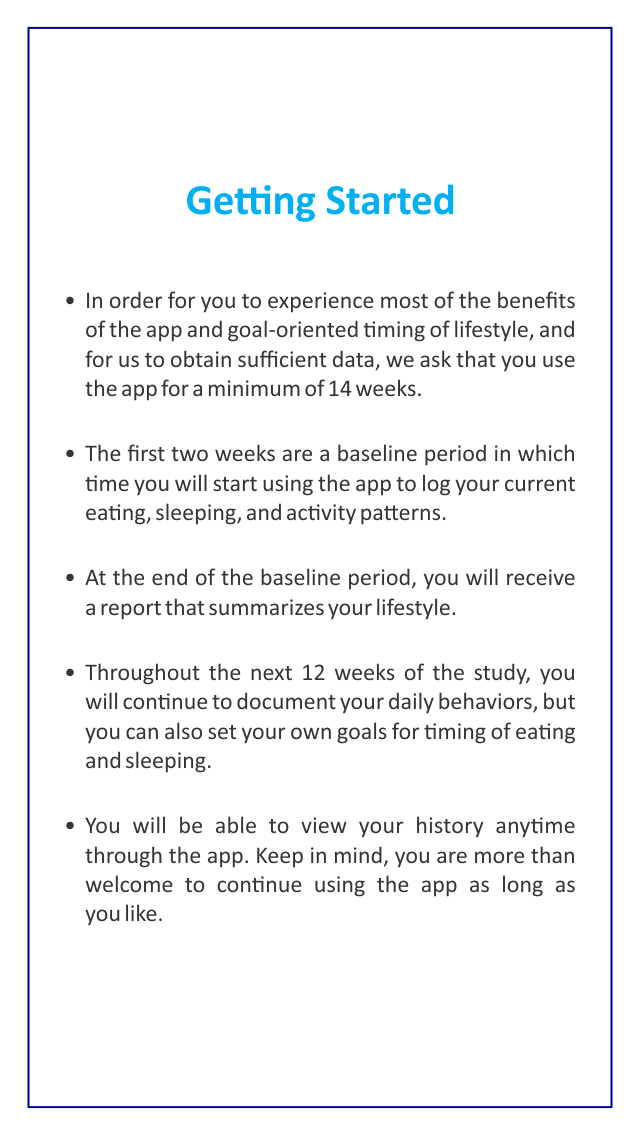 Getting Started
• In order for you to experience most of the benefits
of the app and goal-oriented timing of lifestyle, and
for us to obtain sufficient data, we ask that you use
the app for a minimum of 14 weeks.
• The first two weeks are a baseline period in which
time you will start using the app to log your current
eating, sleeping, and activity patterns.
• At the end of the baseline period, you will receive
a report that summarizes your lifestyle.
• Throughout the next 12 weeks of the study, you
will continue to document your daily behaviors, but
you can also set your own goals for timing of eating
and sleeping.
• You will be able to view your history anytime
through the app. Keep in mind, you are more than
welcome to continue using the app as long as
you like.